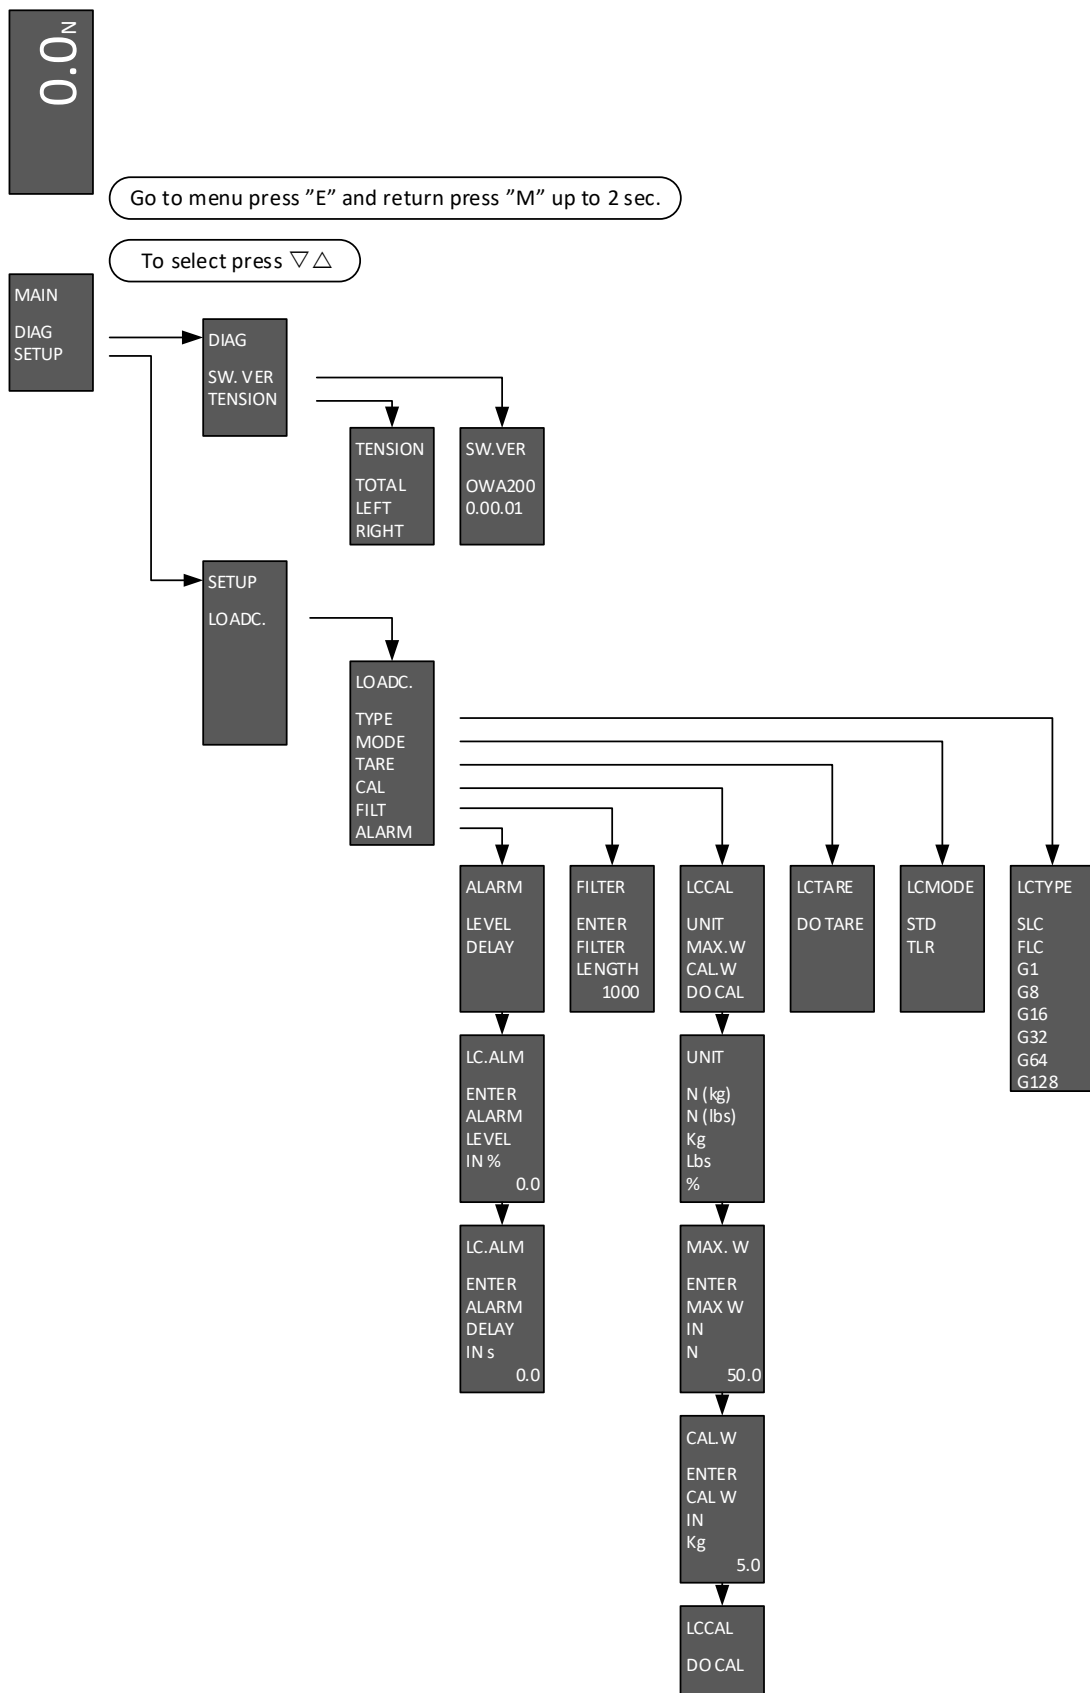 0.0 N
Go to menu press ”E” and return press ”M” up to 2 sec.
To select press ▽△
MAIN
DIAG
SETUP
DIAG
SW. VER
TENSION
TENSION
TOTAL
LEFT
RIGHT
SW.VER
OWA200
0.00.01
SETUP
LOADC.
LOADC.
TYPE
MODE
TARE
CAL
FILT
ALARM
ALARM
LEVEL
DELAY
FILTER
ENTER
FILTER
LENGTH
1000
LCCAL
UNIT
MAX.W
CAL.W
DO CAL
LCTARE
DO TARE
LCMODE
STD
TLR
LCTYPE
SLC
FLC
G1
G8
G16
G32
G64
G128
LC.ALM
ENTER
ALARM
LEVEL
IN %
0.0
UNIT
N (kg)
N (lbs)
Kg
Lbs
%
LC.ALM
ENTER
ALARM
DELAY
IN s
0.0
MAX. W
ENTER
MAX W
IN
N
50.0
CAL.W
ENTER
CAL W
IN
Kg
5.0
LCCAL
DO CAL